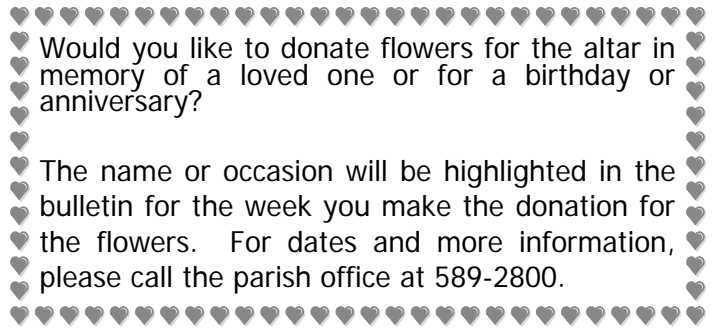 Would you like to donate flowers for the altar in
memory of a loved one or for a birthday or
anniversary?
The name or occasion will be highlighted in the
bulletin for the week you make the donation for
the flowers. For dates and more information,
please call the parish office at 589-2800.